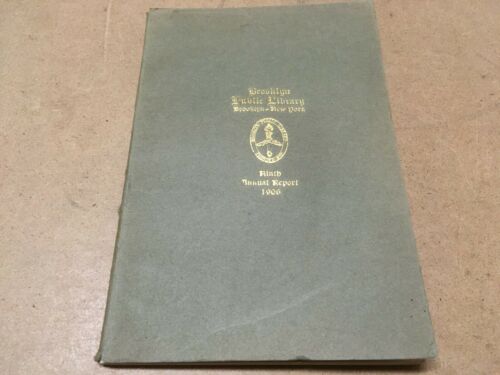 Brooklyn
Public Library
Brooklyn-New York
Ninth
Annual Report
1906